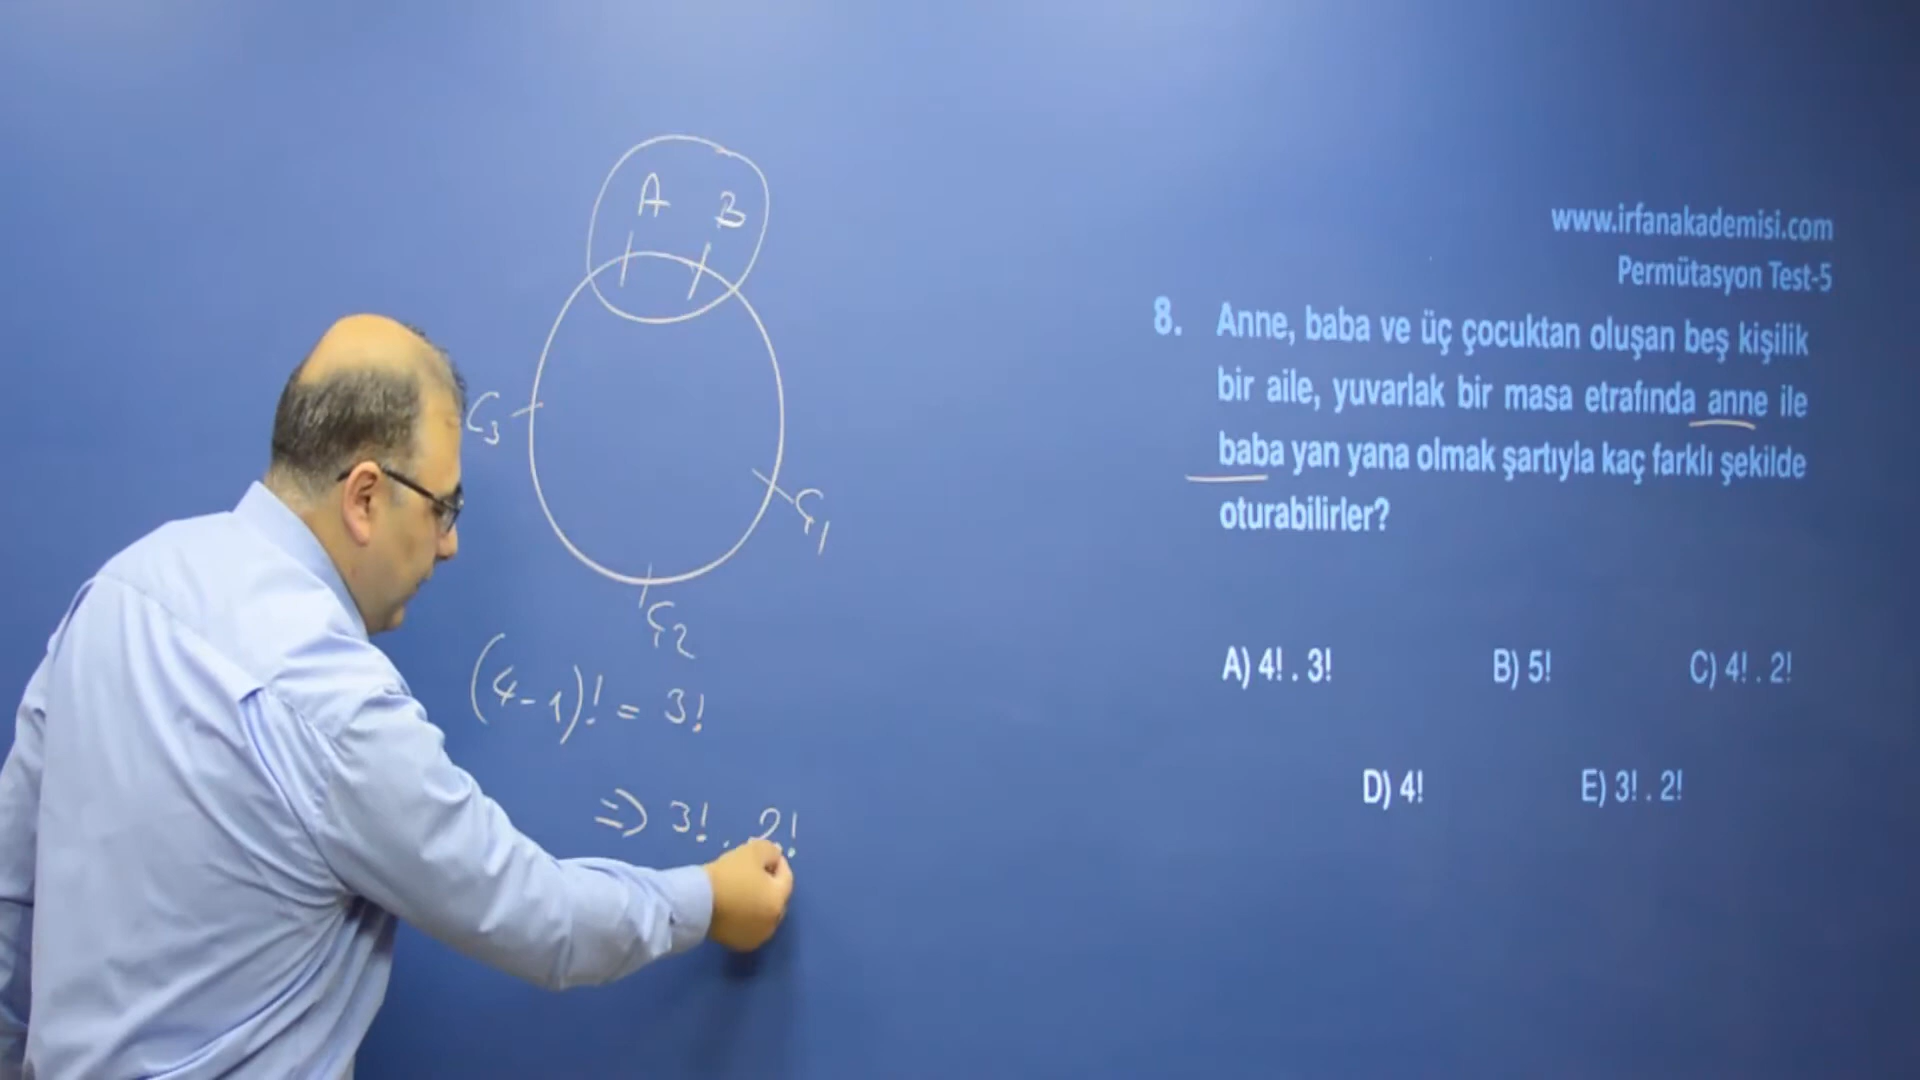 A B
Ç3
Ç1
Ç2
(4-1)! = 3!
=> 3! . 2!
www.irfanakademisi.com
Permütasyon Test-5
8. Anne, baba ve üç çocuktan oluşan beş kişilik
bir aile, yuvarlak bir masa etrafında anne ile
baba yan yana olmak şartıyla kaç farklı şekilde
oturabilirler?
A) 4! . 3! B) 5! C) 4! . 2!
D) 4! E) 3! . 2!